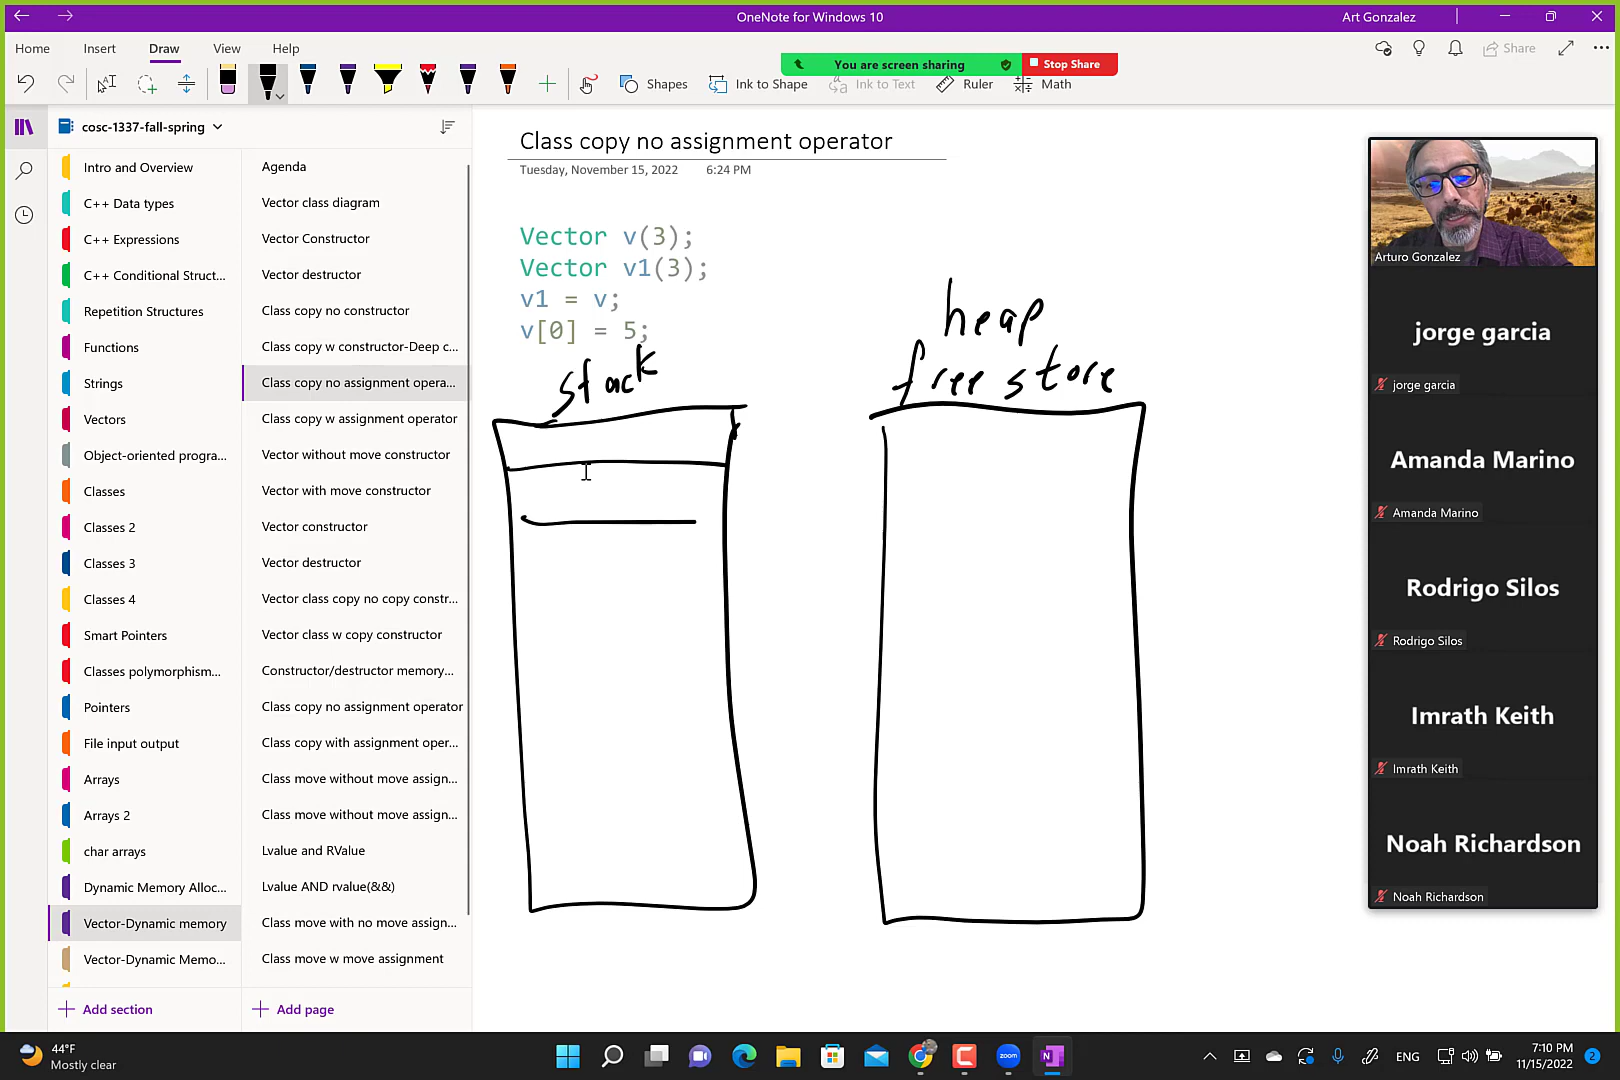 OneNote for Windows 10
Art Gonzalez
Home Insert Draw View Help
You are screen sharing
Stop Share
Share
Shapes
Ink to Shape
Ink to Text
Ruler
Math
cosc-1337-fall-spring
Intro and Overview
C++ Data types
C++ Expressions
C++ Conditional Struct...
Repetition Structures
Functions
Strings
Vectors
Object-oriented progra...
Classes
Classes 2
Classes 3
Classes 4
Smart Pointers
Classes polymorphism...
Pointers
File input output
Arrays
Arrays 2
char arrays
Dynamic Memory Alloc...
Vector-Dynamic memory
Vector-Dynamic Memo...
Add section
Agenda
Vector class diagram
Vector Constructor
Vector destructor
Class copy no constructor
Class copy w constructor-Deep c...
Class copy no assignment opera...
Class copy w assignment operator
Vector without move constructor
Vector with move constructor
Vector constructor
Vector destructor
Vector class copy no copy constr...
Vector class w copy constructor
Constructor/destructor memory...
Class copy no assignment operator
Class copy with assignment oper...
Class move without move assign...
Class move without move assign...
Lvalue and RValue
Lvalue AND rvalue(&&)
Class move with no move assign...
Class move w move assignment
Add page
Class copy no assignment operator
Tuesday, November 15, 2022 6:24 PM
Vector v(3);
Vector v1(3);
v1 = v;
v[0] = 5;
stack
heap
free store
Arturo Gonzalez
jorge garcia
jorge garcia
Amanda Marino
Amanda Marino
Rodrigo Silos
Rodrigo Silos
Imrath Keith
Imrath Keith
Noah Richardson
Noah Richardson
44°F
Mostly clear
zoom
N
ENG
7:10 PM
11/15/2022
2